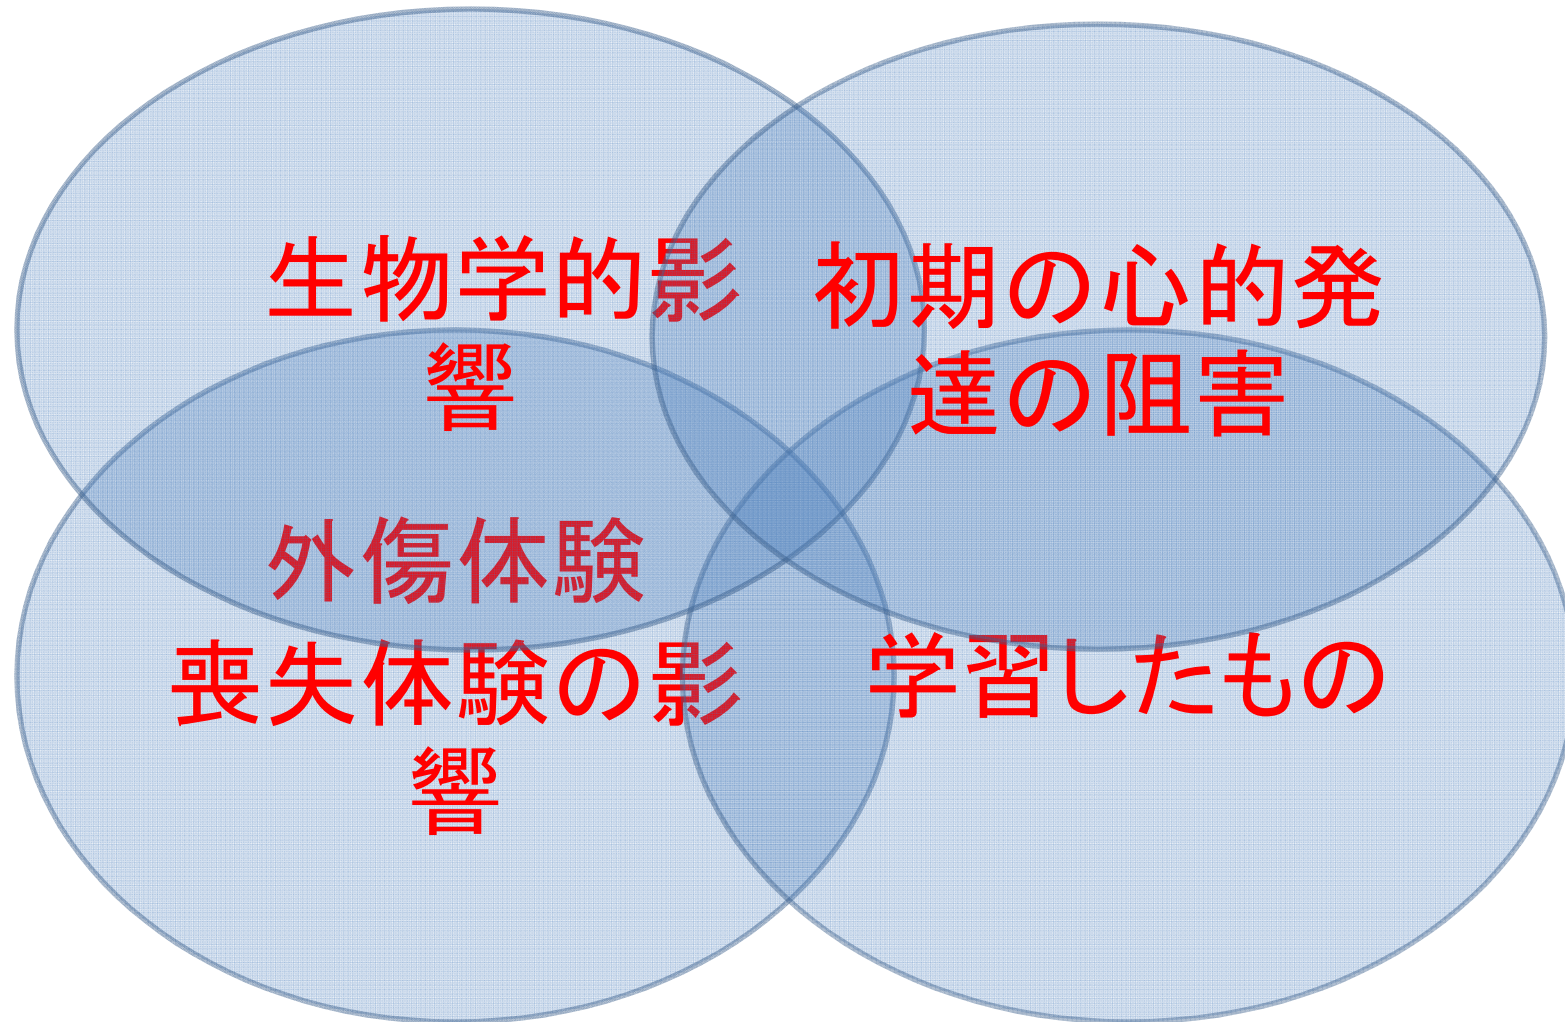 生物学的影
響
初期の心的発
達の阻害
外傷体験
喪失体験の影
響
学習したもの